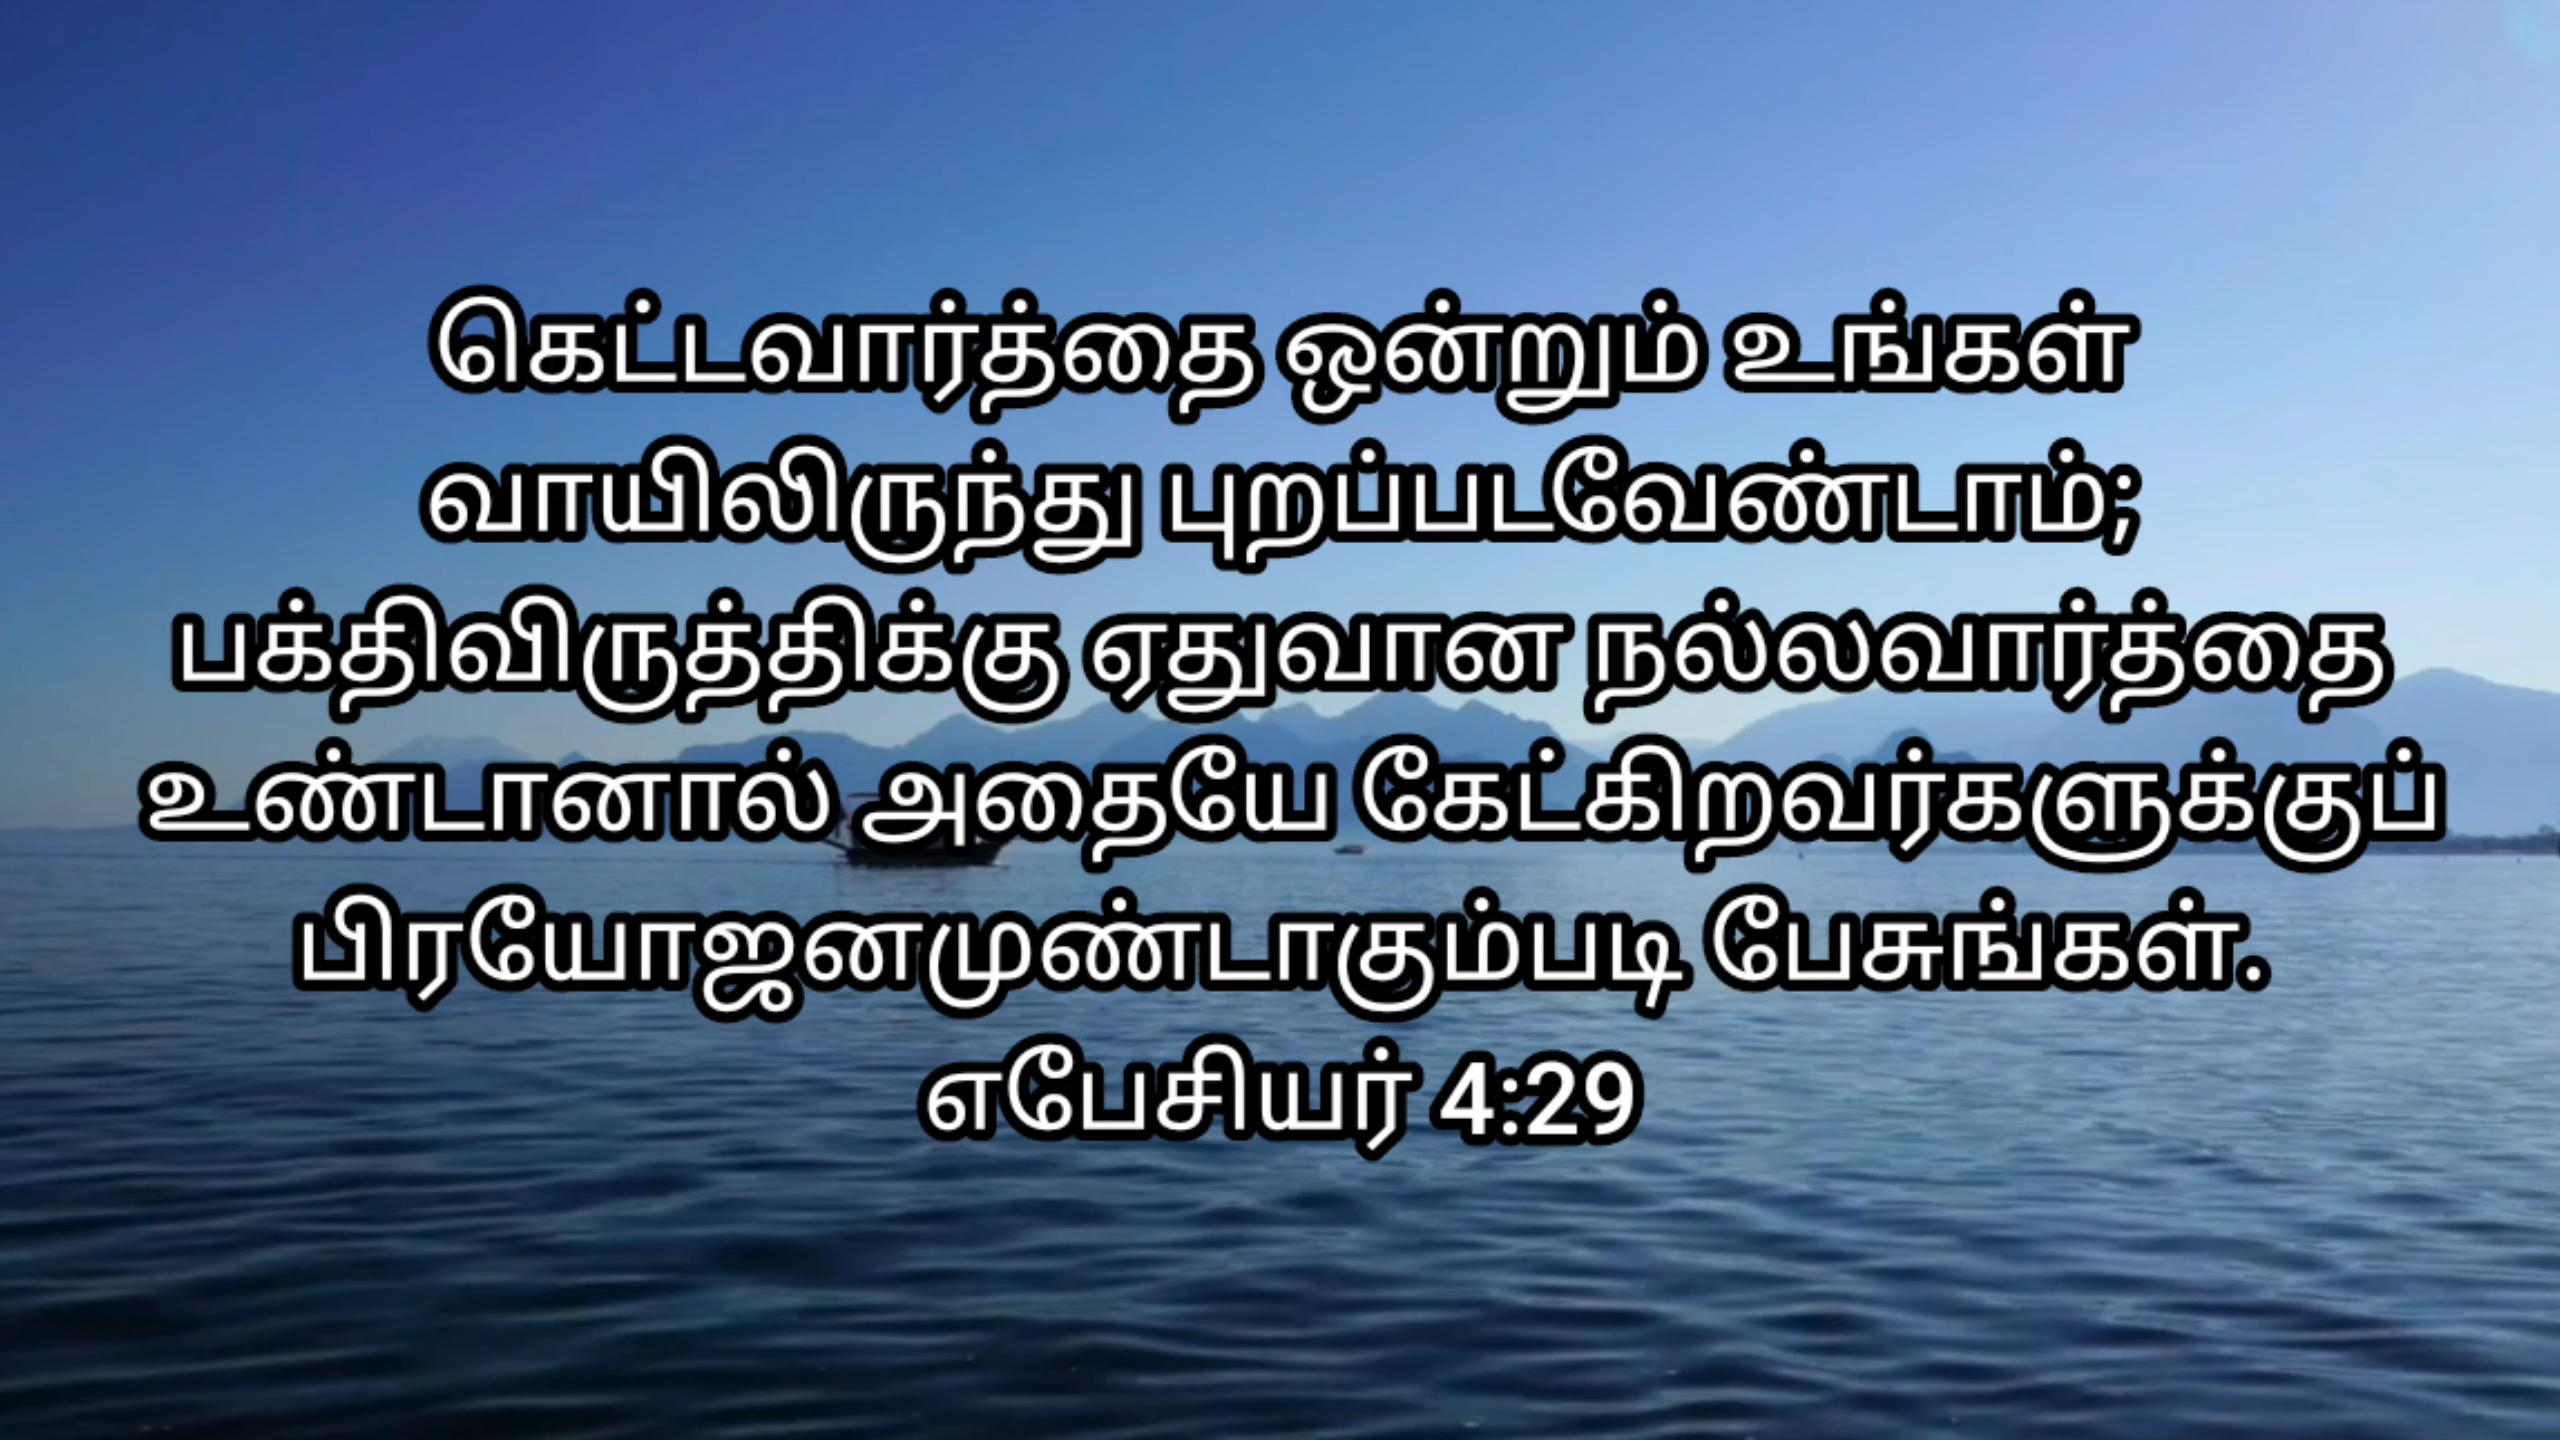 கெட்டவார்த்தை ஒன்றும் உங்கள்
வாயிலிருந்து புறப்படவேண்டாம்;
பக்திவிருத்திக்கு ஏதுவான நல்லவார்த்தை
உண்டானால் அதையே கேட்கிறவர்களுக்குப்
பிரயோஜனமுண்டாகும்படி பேசுங்கள்.
எபேசியர் 4:29